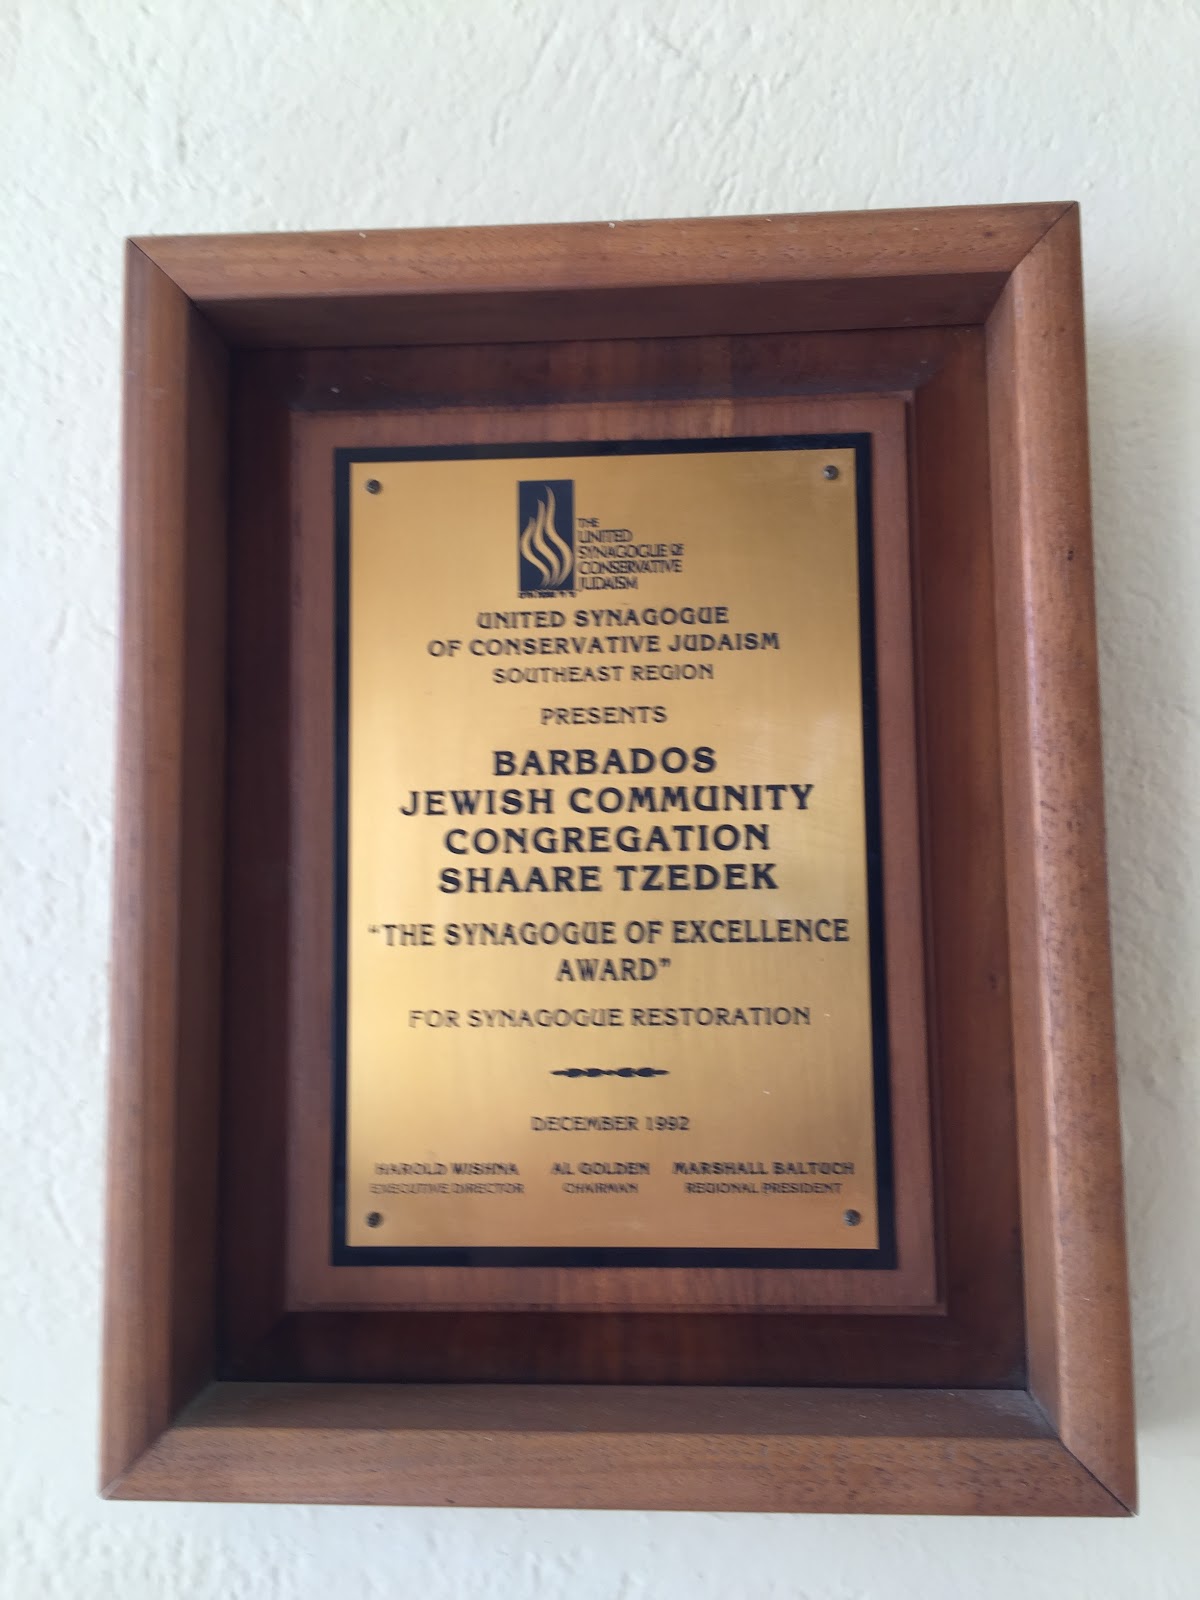 THE
UNITED
SYNAGOGUE OF
CONSERVATIVE
JUDAISM
UNITED SYNAGOGUE
OF CONSERVATIVE JUDAISM
SOUTHEAST REGION
PRESENTS
BARBADOS
JEWISH COMMUNITY
CONGREGATION
SHAARE TZEDEK
“THE SYNAGOGUE OF EXCELLENCE
AWARD”
FOR SYNAGOGUE RESTORATION
DECEMBER 1992
HAROLD WISHNA AL GOLDEN MARSHALL BALTUCH
EXECUTIVE DIRECTOR CHAIRMAN REGIONAL PRESIDENT